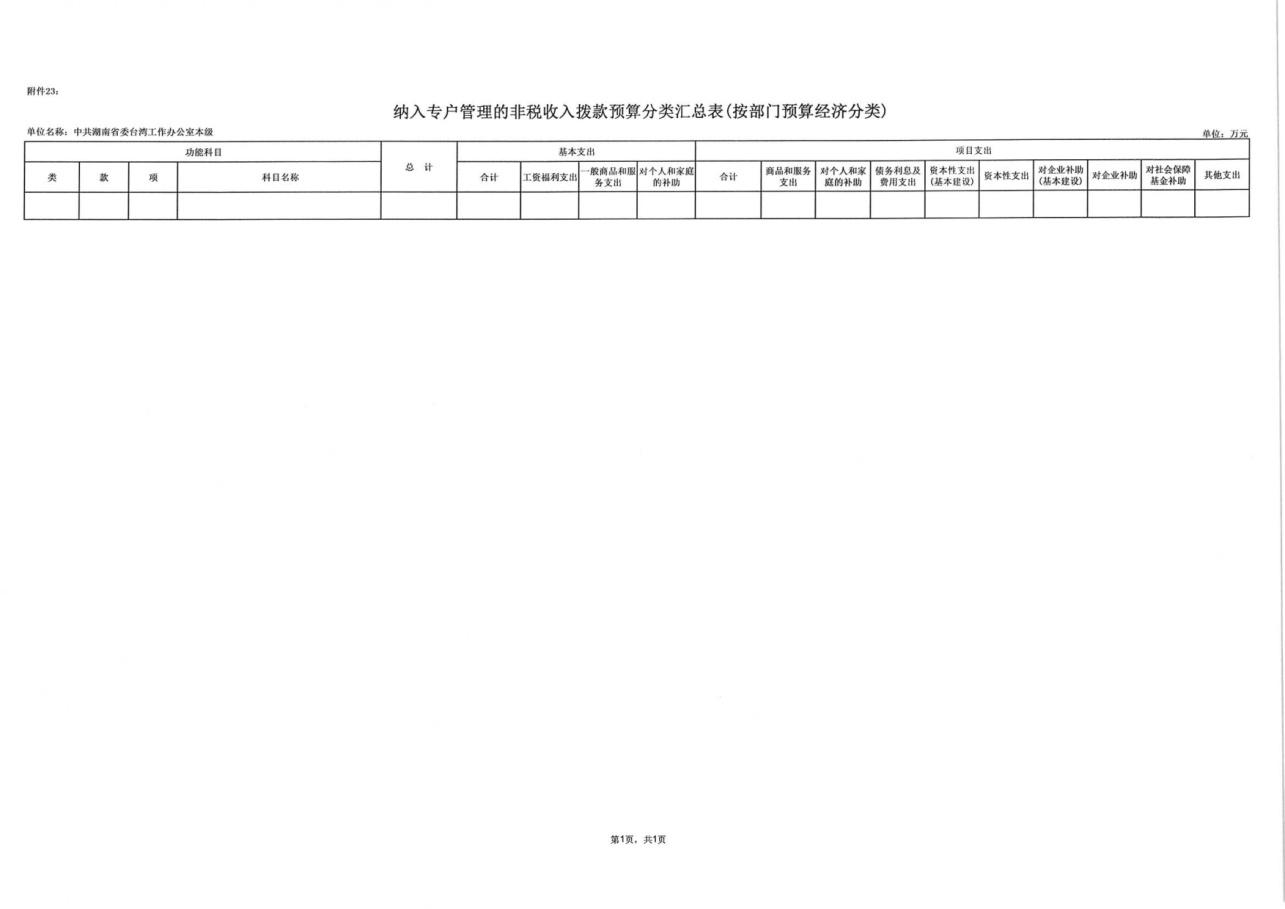 附件23：
纳入专户管理的非税收入拨款预算分类汇总表(按部门预算经济分类)
单位名称：中共湖南省委台湾工作办公室本级
单位：万元
功能科目 总 计 基本支出 项目支出
类 款 项 科目名称 合计 工资福利支出 一般商品和服务支出 对个人和家庭的补助 合计 商品和服务支出 对个人和家庭的补助 债务利息及费用支出 资本性支出(基本建设) 资本性支出 对企业补助(基本建设) 对企业补助 对社会保障基金补助 其他支出
第1页，共1页